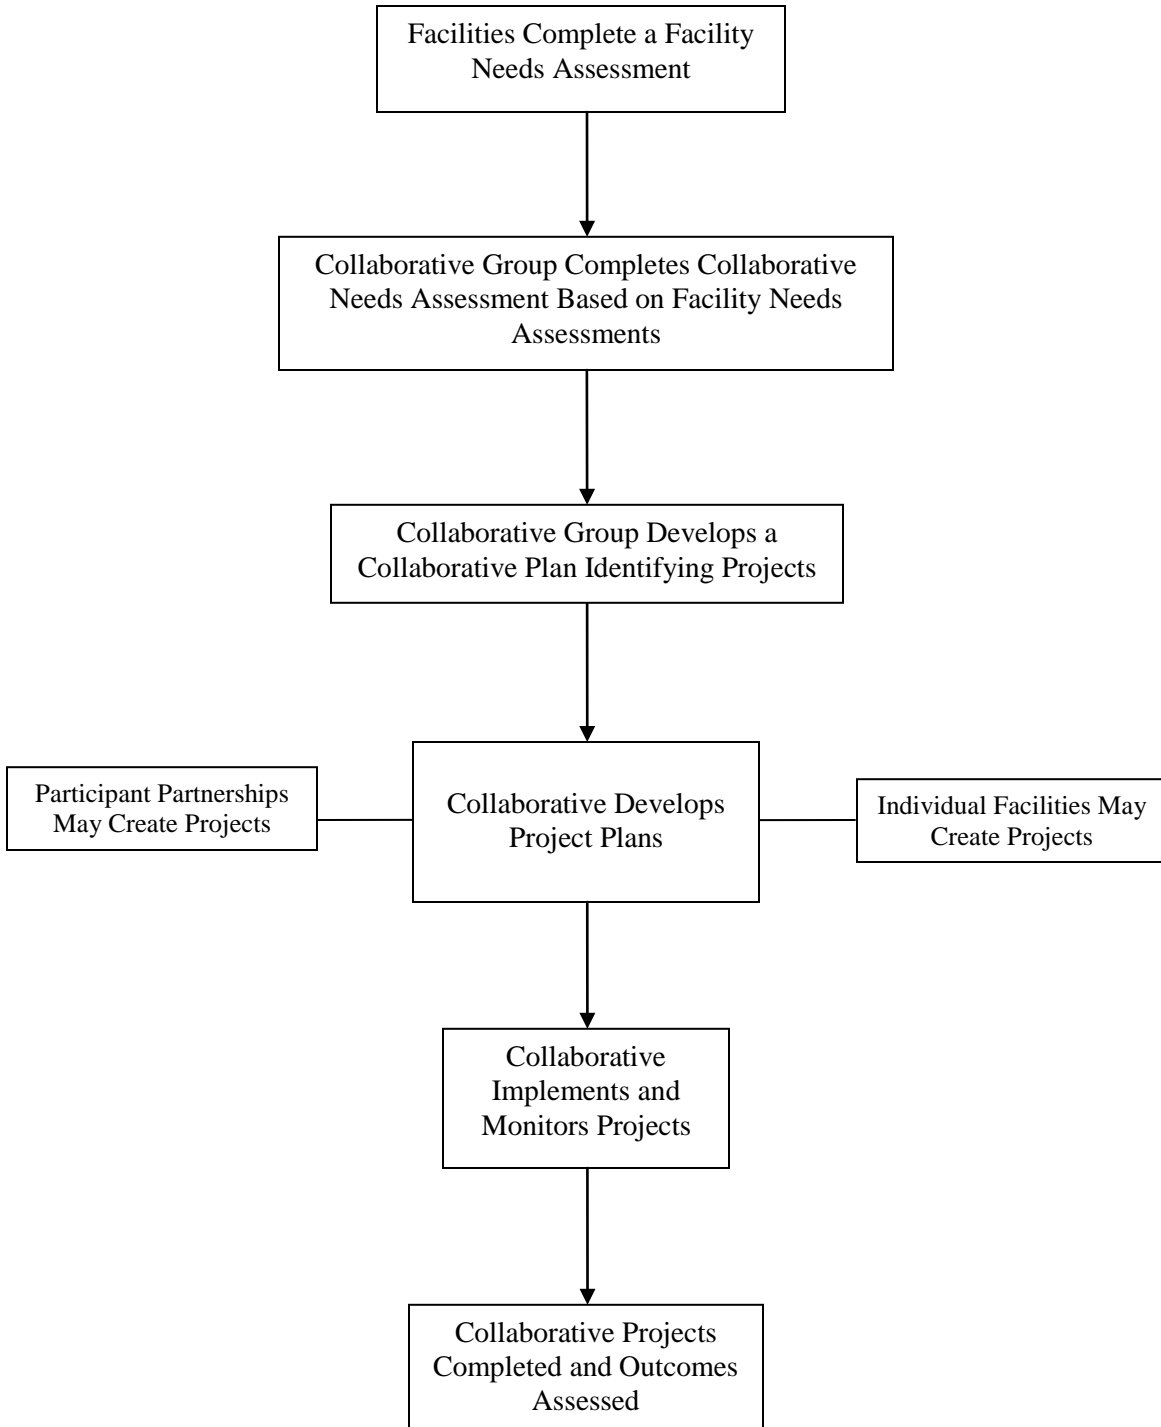 Facilities Complete a Facility
Needs Assessment
Collaborative Group Completes Collaborative
Needs Assessment Based on Facility Needs
Assessments
Collaborative Group Develops a
Collaborative Plan Identifying Projects
Participant Partnerships
May Create Projects
Collaborative Develops
Project Plans
Individual Facilities May
Create Projects
Collaborative
Implements and
Monitors Projects
Collaborative Projects
Completed and Outcomes
Assessed